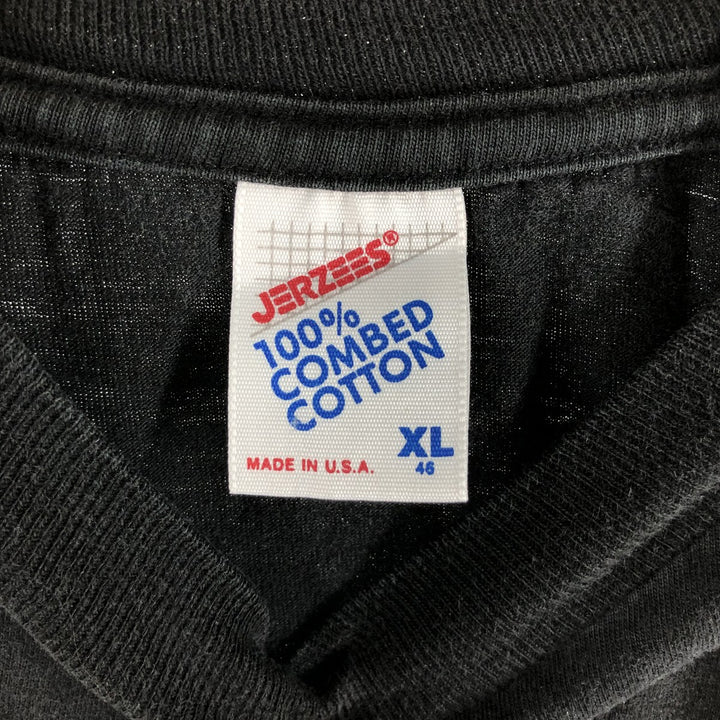 JERZEES®
100%
COMBED
COTTON
XL
46
MADE IN U.S.A.